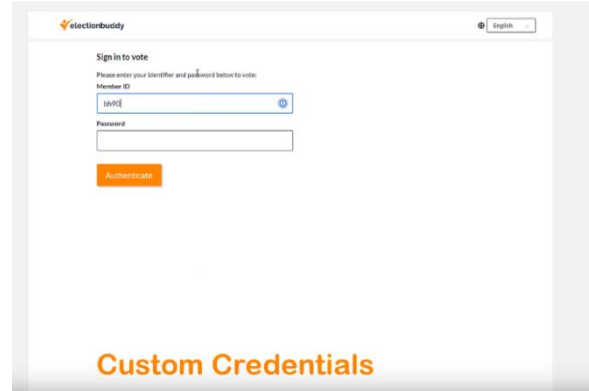 electionbuddy
English
Sign in to vote
Please enter your Identifier and password below to vote:
Member ID
bh90
Password
Authenticate
Custom Credentials